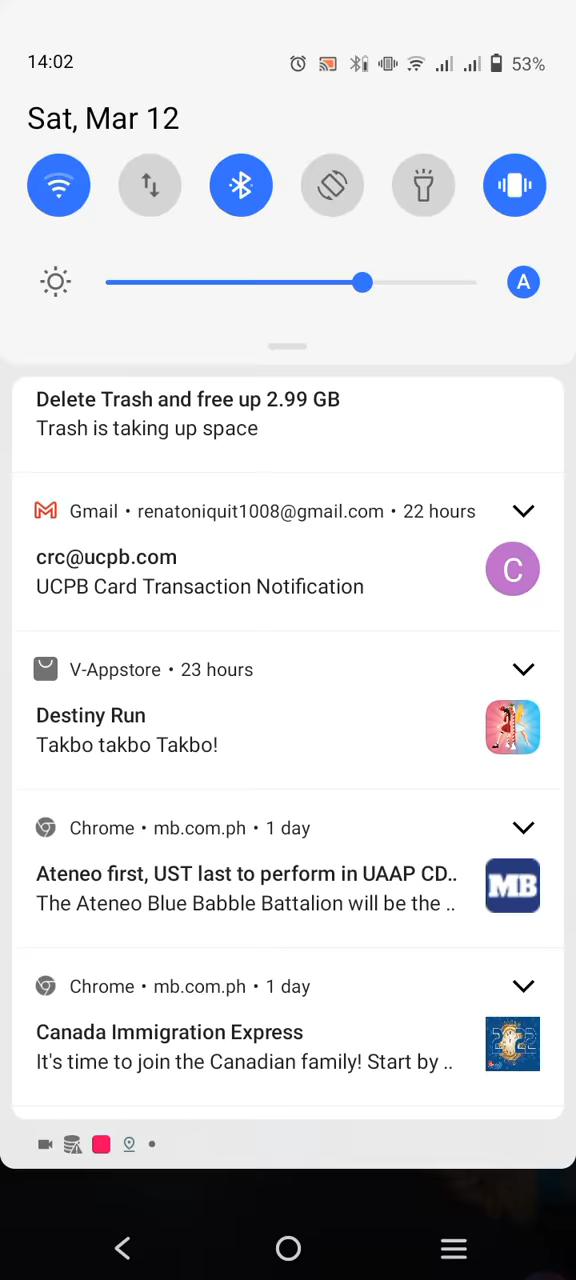 14:02
53%
Sat, Mar 12
A
Delete Trash and free up 2.99 GB
Trash is taking up space
Gmail • renatoniquit1008@gmail.com • 22 hours
crc@ucpb.com
C
UCPB Card Transaction Notification
V-Appstore • 23 hours
Destiny Run
Takbo takbo Takbo!
Chrome • mb.com.ph • 1 day
Ateneo first, UST last to perform in UAAP CD..
MB
The Ateneo Blue Babble Battalion will be the ..
Chrome • mb.com.ph • 1 day
Canada Immigration Express
It's time to join the Canadian family! Start by ..